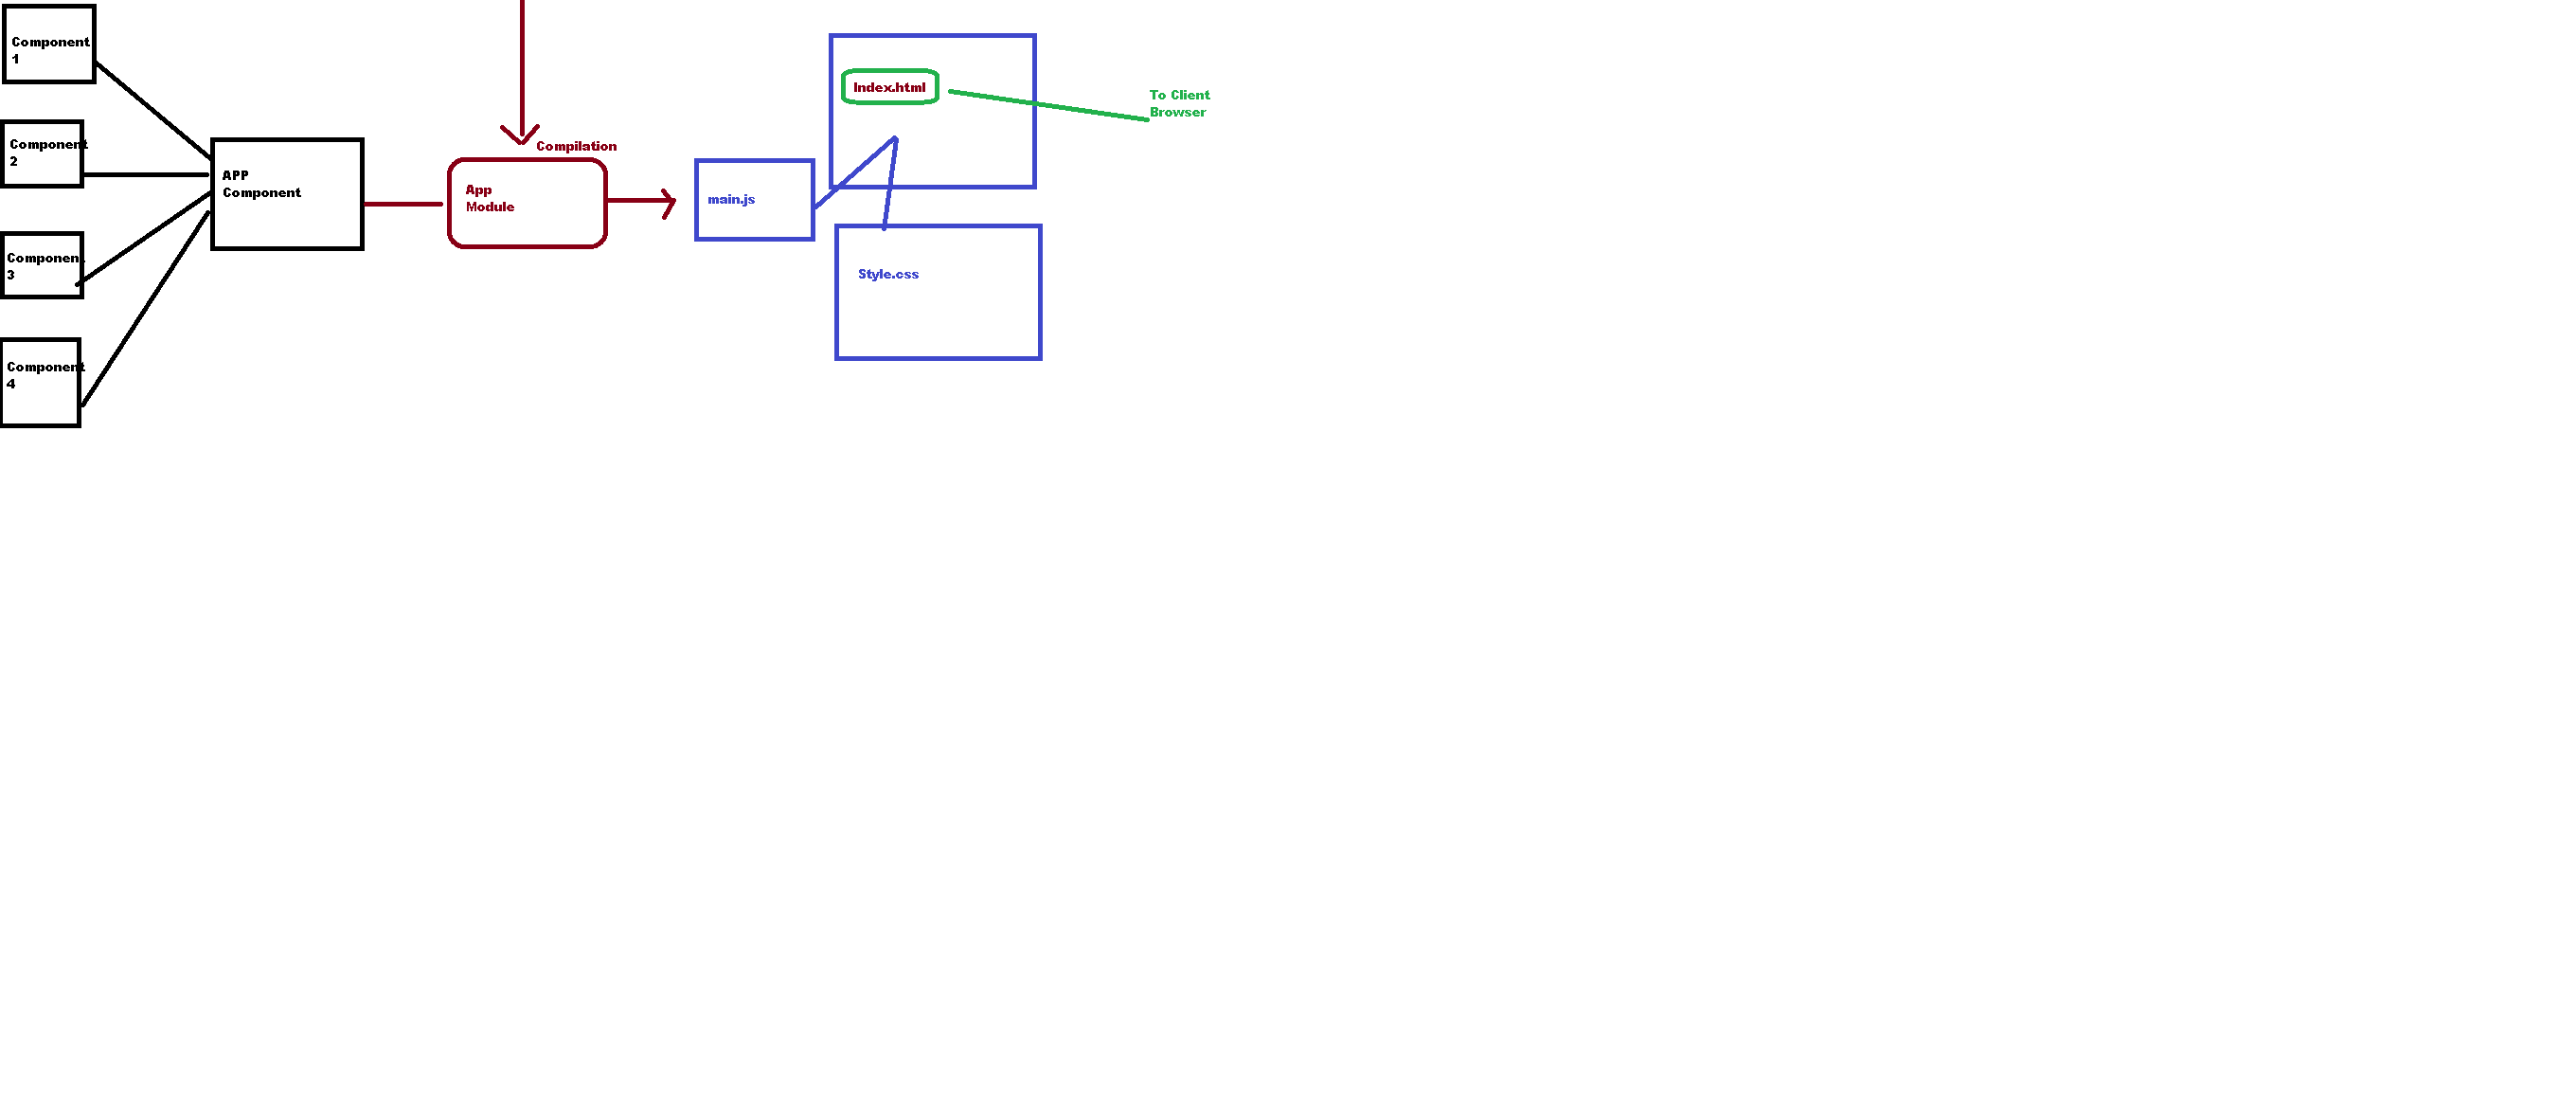 Component
1
Component
2
Component
3
Component
4
APP
Component
Compilation
App
Module
main.js
Index.html
Style.css
To Client
Browser